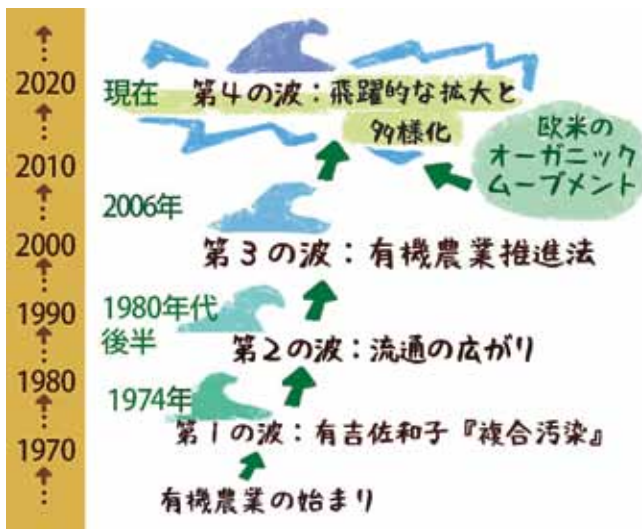 2020
2010
2000
1990
1980
1970
現在 第4の波：飛躍的な拡大と
多様化
欧米の
オーガニック
ムーブメント
2006年
第3の波：有機農業推進法
1980年代
後半
第2の波：流通の広がり
1974年
第1の波：有吉佐和子『複合汚染』
有機農業の始まり